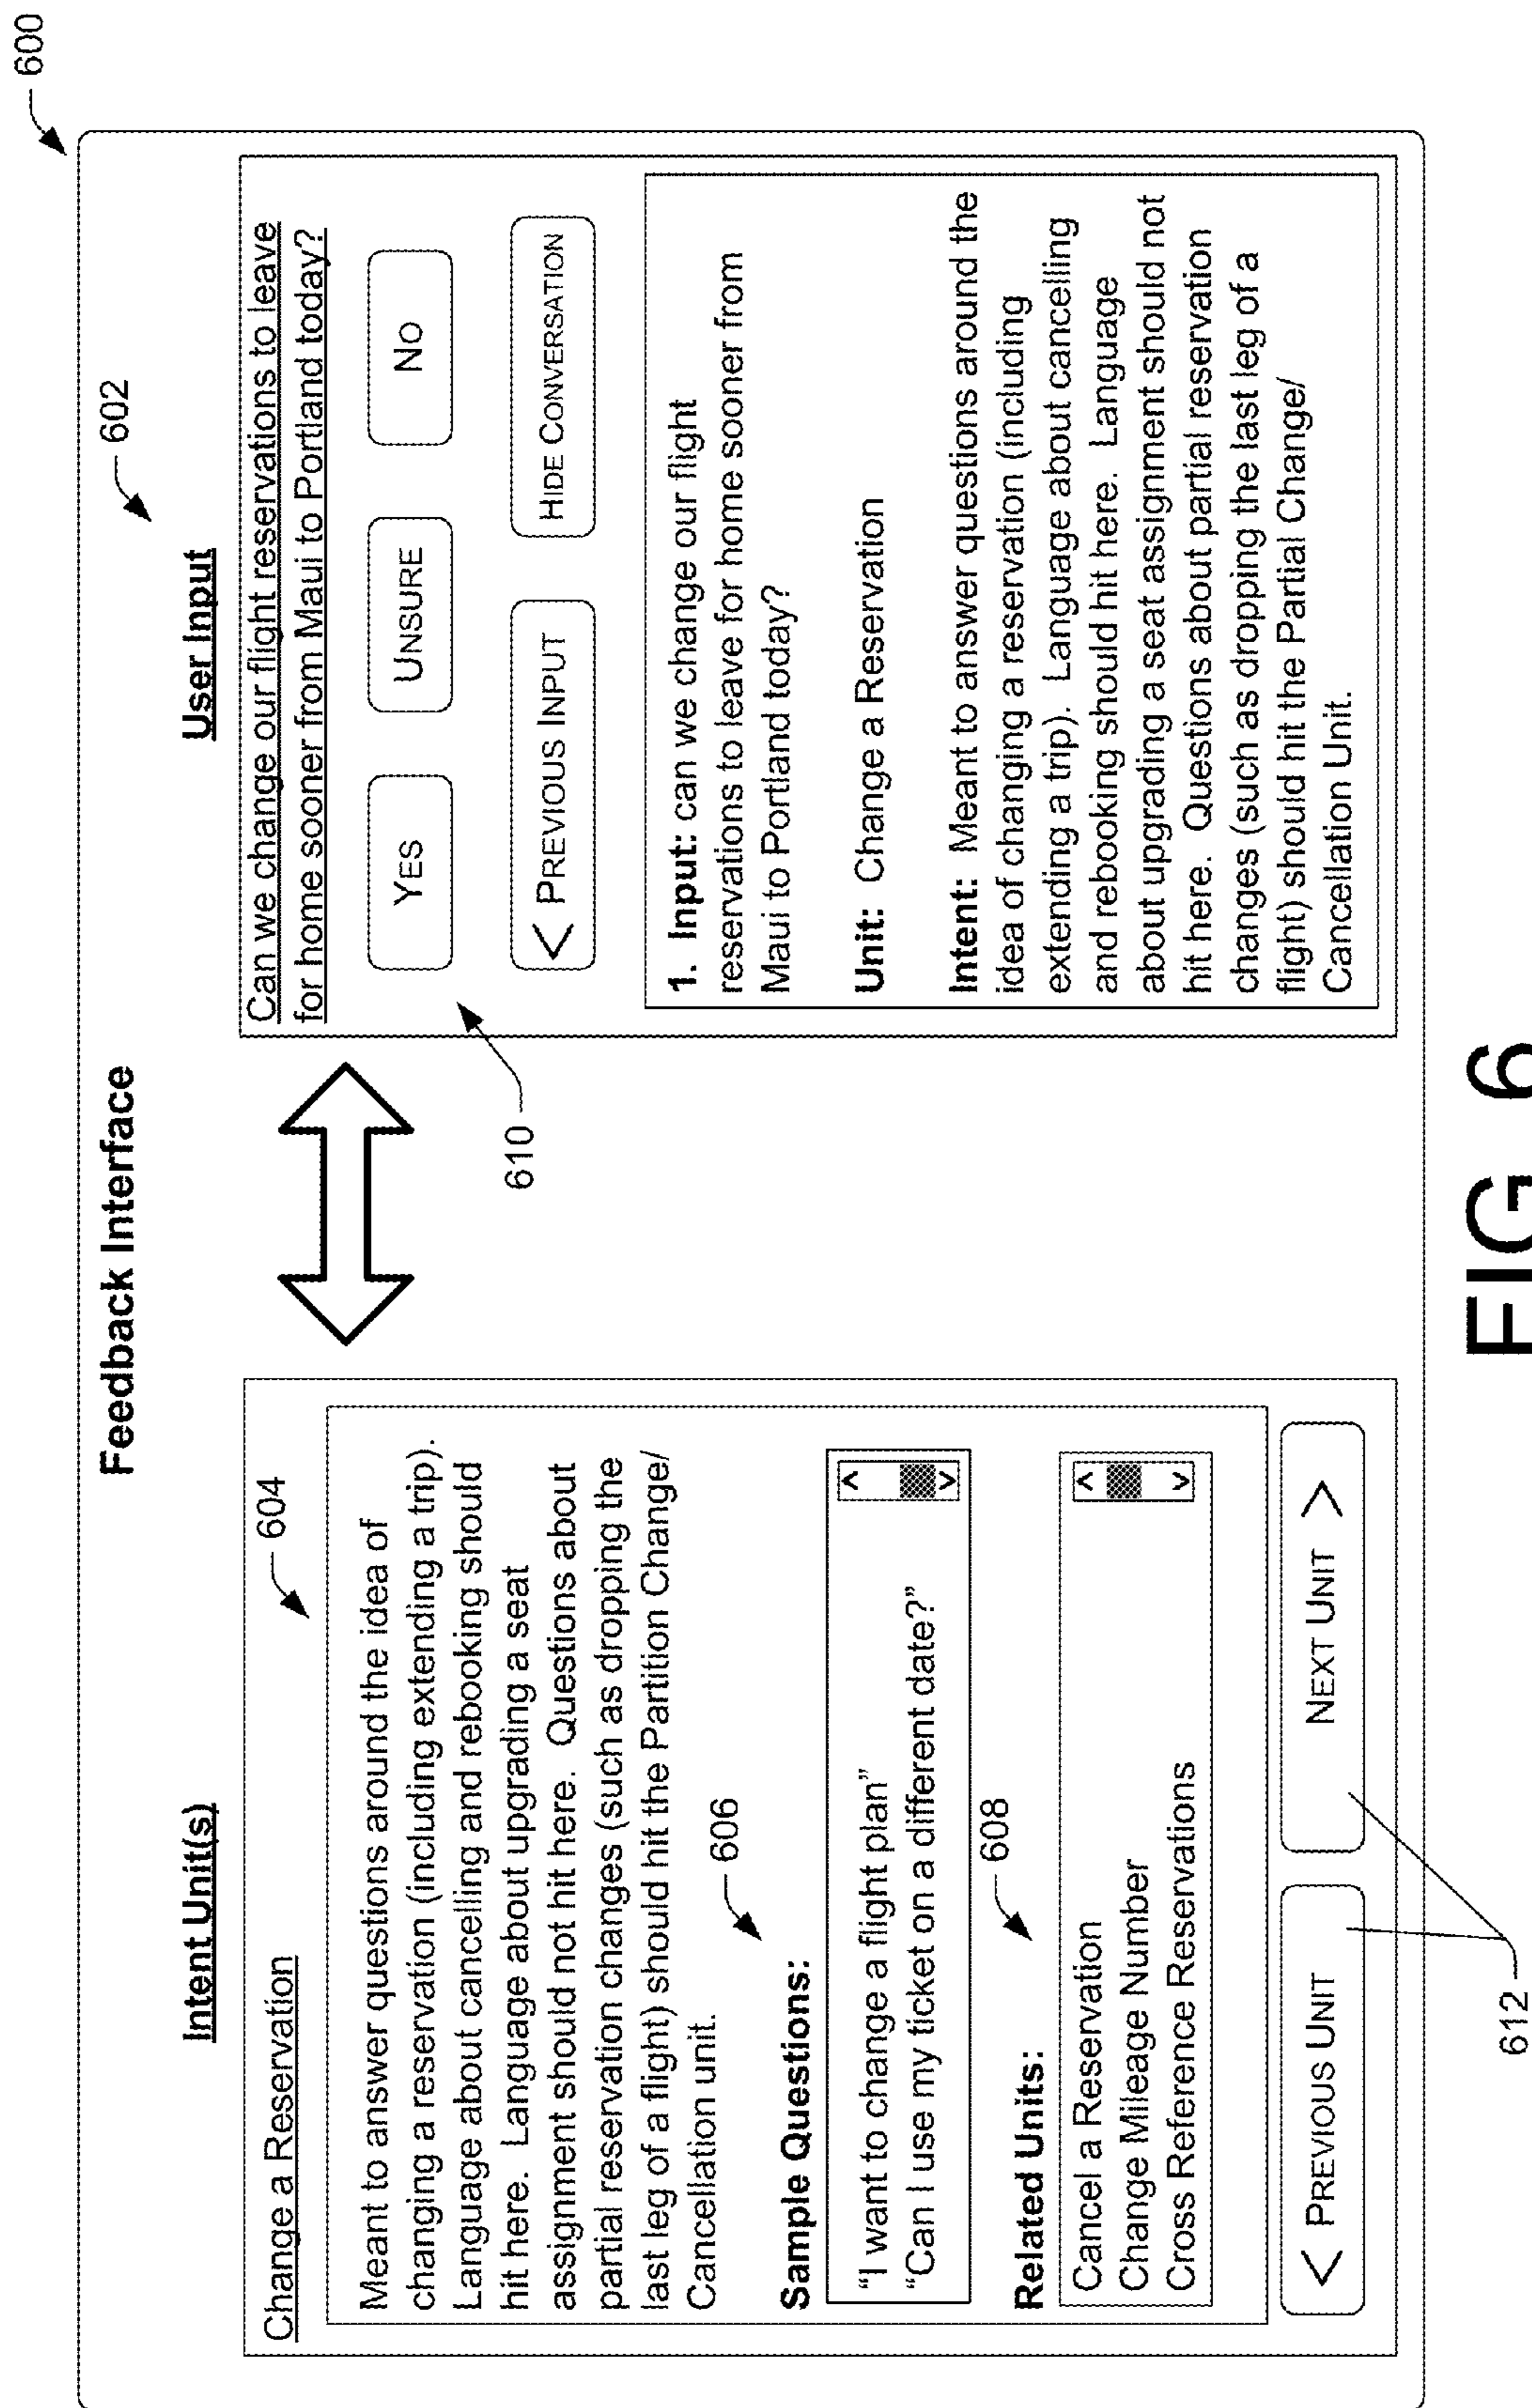 600
Feedback Interface
Intent Unit(s)
Change a Reservation
604
Meant to answer questions around the idea of
changing a reservation (including extending a trip).
Language about cancelling and rebooking should
hit here. Language about upgrading a seat
assignment should not hit here. Questions about
partial reservation changes (such as dropping the
last leg of a flight) should hit the Partition Change/
Cancellation unit.
606
Sample Questions:
"I want to change a flight plan"
"Can I use my ticket on a different date?"
608
Related Units:
Cancel a Reservation
Change Mileage Number
Cross Reference Reservations
< PREVIOUS UNIT
NEXT UNIT >
612
602
User Input
Can we change our flight reservations to leave
for home sooner from Maui to Portland today?
YES
UNSURE
NO
610
< PREVIOUS INPUT
HIDE CONVERSATION
1. Input: can we change our flight
reservations to leave for home sooner from
Maui to Portland today?
Unit: Change a Reservation
Intent: Meant to answer questions around the
idea of changing a reservation (including
extending a trip). Language about cancelling
and rebooking should hit here. Language
about upgrading a seat assignment should not
hit here. Questions about partial reservation
changes (such as dropping the last leg of a
flight) should hit the Partial Change/
Cancellation Unit.
FIG. 6